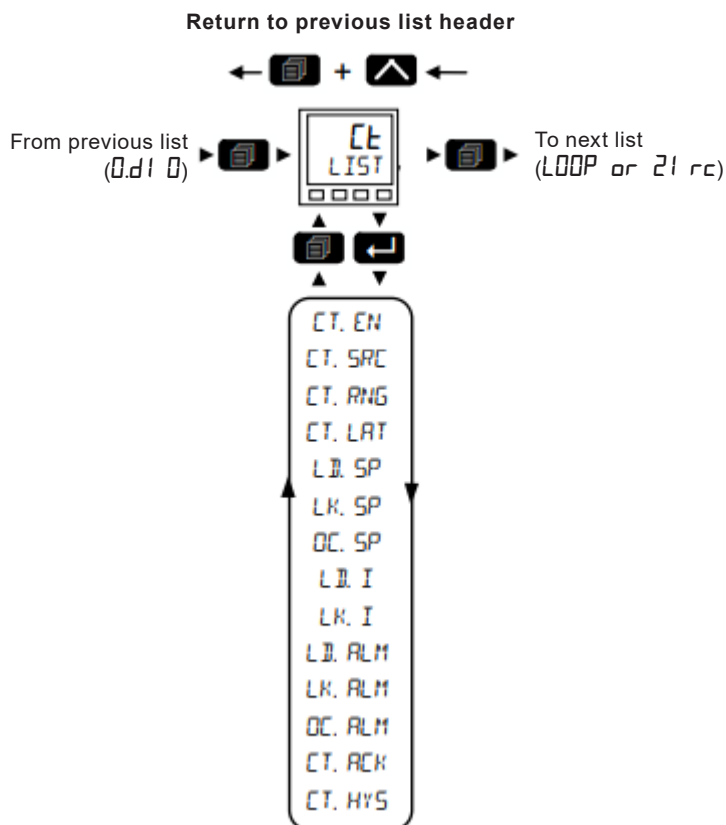 Return to previous list header
+
From previous list
(O.dI O)
Ct
LIST
To next list
(LOOP or 21 rc)
CT. EN
CT. SRC
CT. RNG
CT. LAT
LD. SP
LK. SP
OC. SP
LD. I
LK. I
LD. ALM
LK. ALM
OC. ALM
CT. ACK
CT. HYS